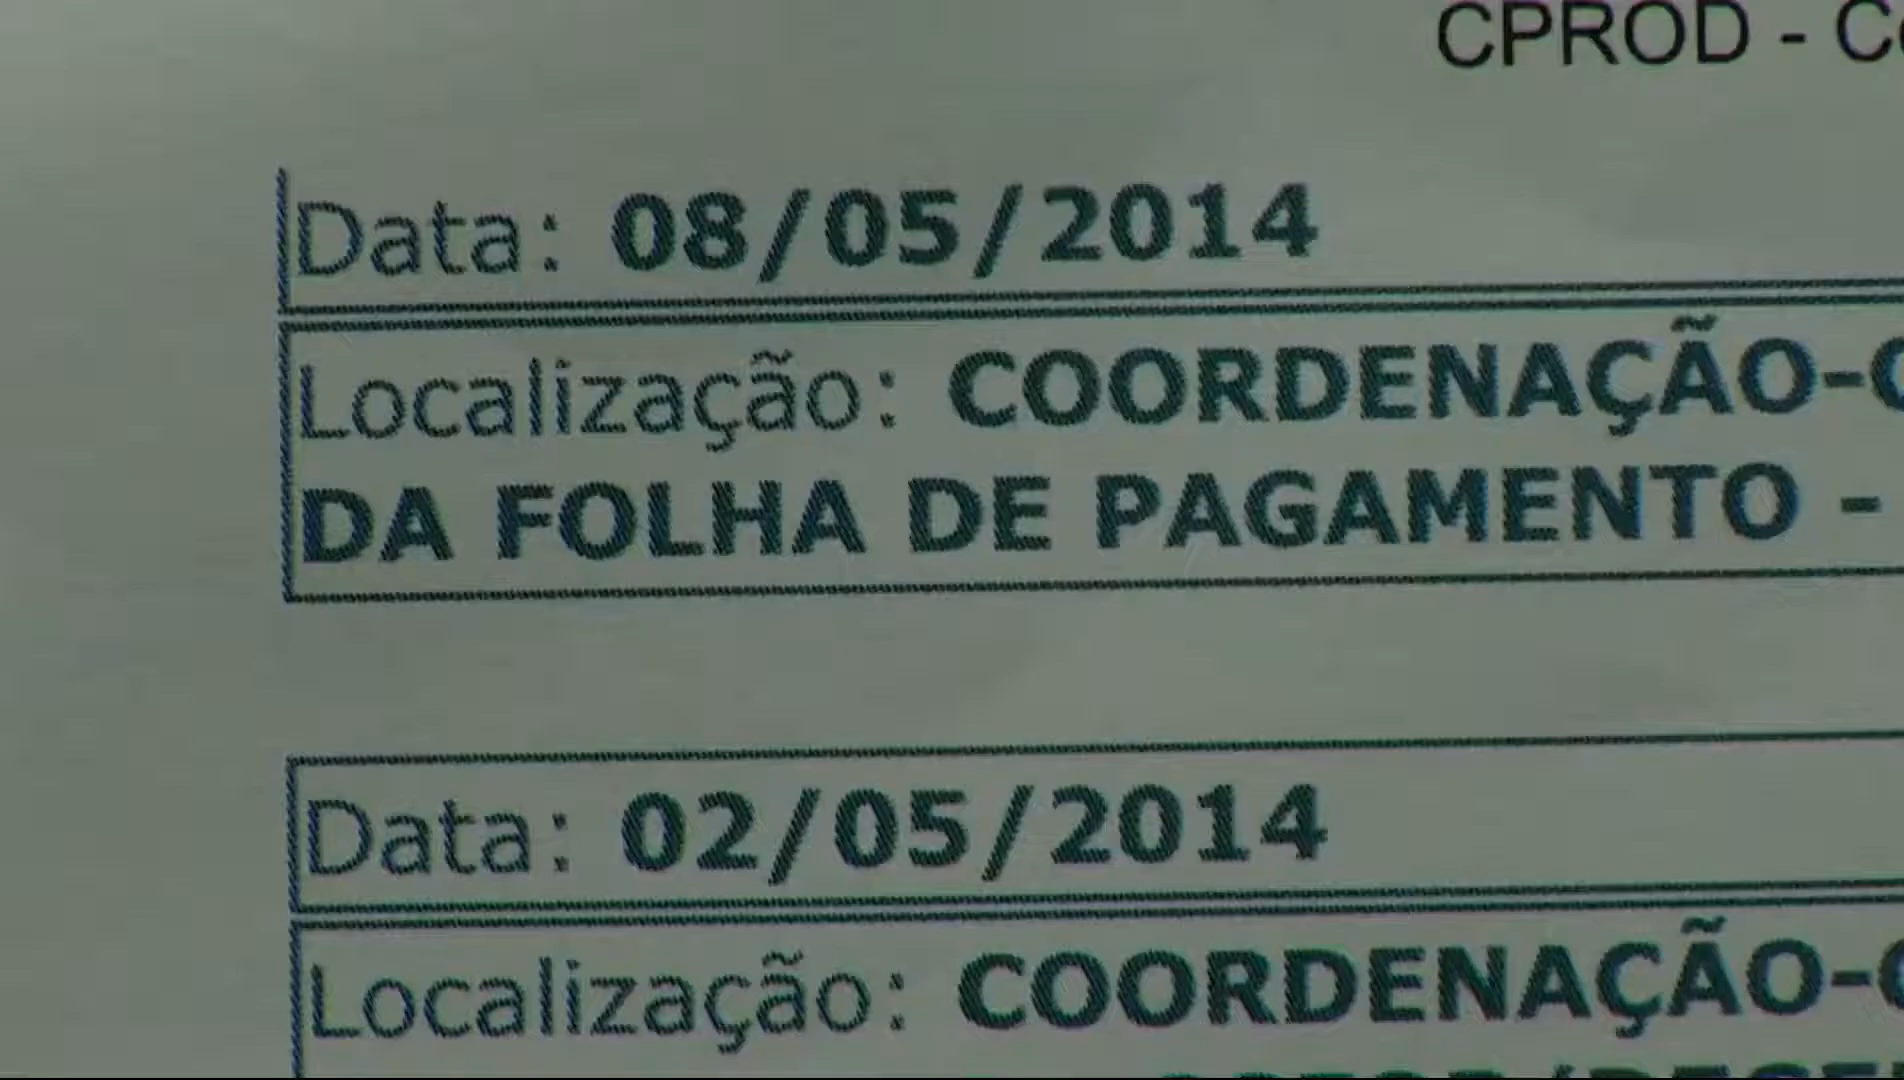 CPROD -
Data: 08/05/2014
Localização: COORDENAÇÃO-
DA FOLHA DE PAGAMENTO -
Data: 02/05/2014
Localização: COORDENAÇÃO-